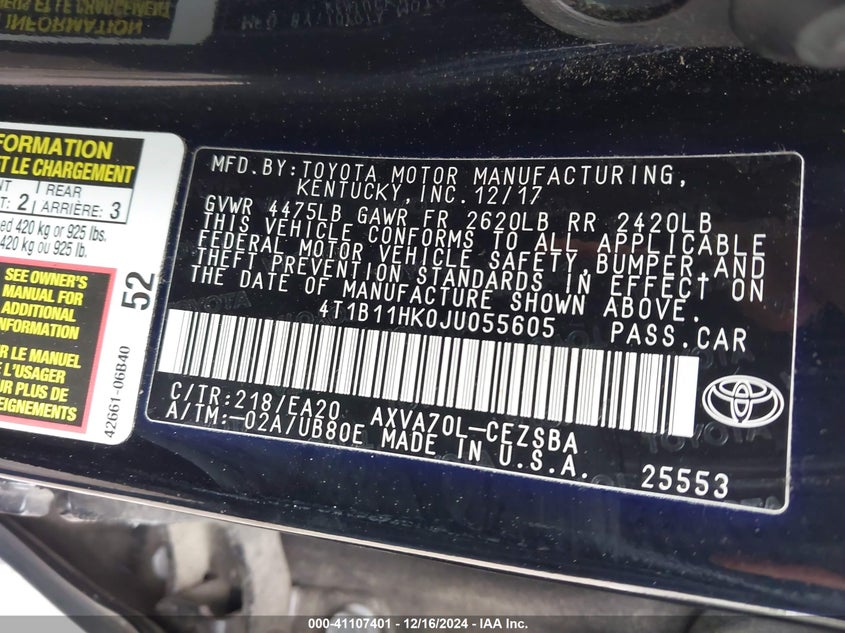 INFORMATION
MFD.BY:TOYOTA MOTOR MANUFACTURING,
KENTUCKY, INC. 12/17
GVWR 4475LB GAWR FR 2620LB RR 2420LB
THIS VEHICLE CONFORMS TO ALL APPLICABLE
FEDERAL MOTOR VEHICLE SAFETY, BUMPER, AND
THEFT PREVENTION STANDARDS IN EFFECT ON
THE DATE OF MANUFACTURE SHOWN ABOVE.
4T1B11HK0JU055605 PASS.CAR
C/TR:218/EA20 AXVA70L-CEZSBA
A/TM:-02A/UB80E MADE IN U.S.A.
25553
TOYOTA
ET LE CHARGEMENT
REAR
2 ARRIÈRE: 3
420 kg or 925 lbs.
420 kg ou 925 lb.
SEE OWNER'S
MANUAL FOR
ADDITIONAL
INFORMATION
LE MANUEL
L'USAGER
PLUS DE
52
42661-06B40
000-41107401 - 12/16/2024 - IAA Inc.